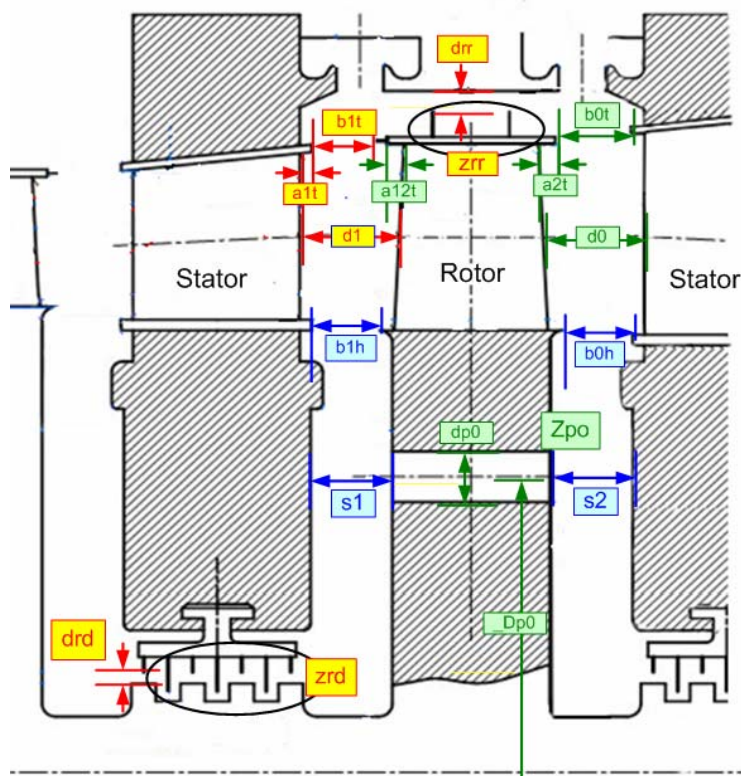 drr
b1t
b0t
zrr
a1t
a12t
a2t
d1
d0
Stator
Rotor
Stator
b1h
b0h
dp0
Zpo
s1
s2
_Dp0
drd
zrd